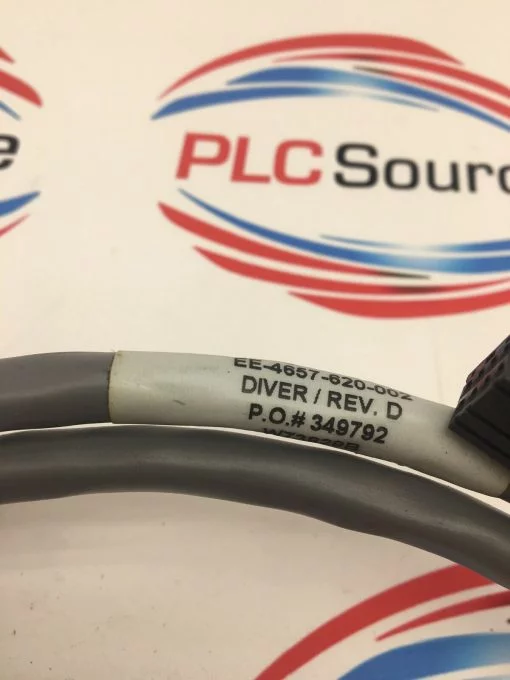 e
PLC Sourc
EE-4657-620-002
DIVER / REV. D
P.O.# 349792